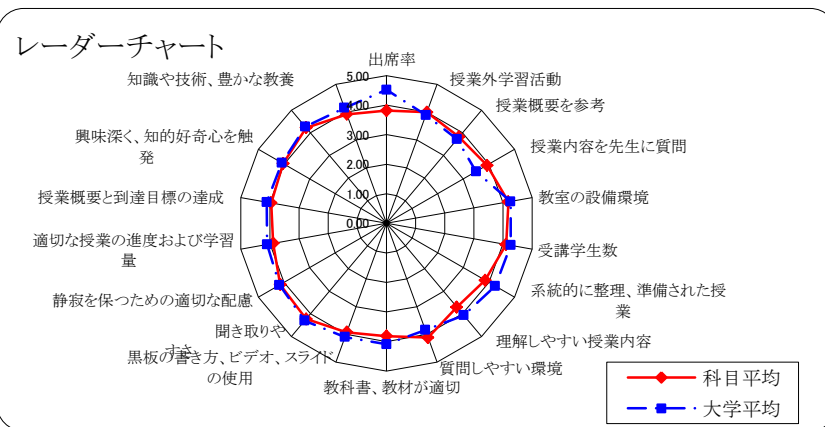 レーダーチャート
出席率
授業外学習活動
授業概要を参考
授業内容を先生に質問
教室の設備環境
受講学生数
系統的に整理、準備された授
業
理解しやすい授業内容
質問しやすい環境
教科書、教材が適切
黒板の書き方、ビデオ、スライド
の使用
聞き取りや
すさ
静寂を保つための適切な配慮
適切な授業の進度および学習
量
授業概要と到達目標の達成
興味深く、知的好奇心を触
発
知識や技術、豊かな教養
5.00
4.00
3.00
2.00
1.00
0.00
科目平均
大学平均